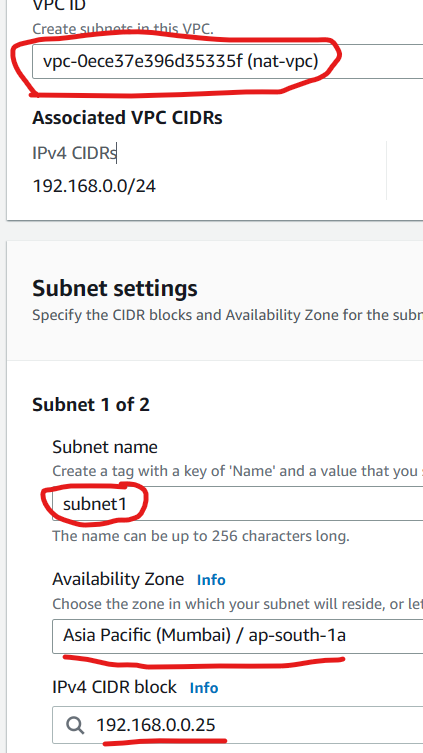 VPC ID
Create subnets in this VPC.
vpc-0ece37e396d35335f (nat-vpc)
Associated VPC CIDRs
IPv4 CIDRs
192.168.0.0/24
Subnet settings
Specify the CIDR blocks and Availability Zone for the subn
Subnet 1 of 2
Subnet name
Create a tag with a key of 'Name' and a value that you
subnet1
The name can be up to 256 characters long.
Availability Zone Info
Choose the zone in which your subnet will reside, or let
Asia Pacific (Mumbai) / ap-south-1a
IPv4 CIDR block Info
192.168.0.0.25